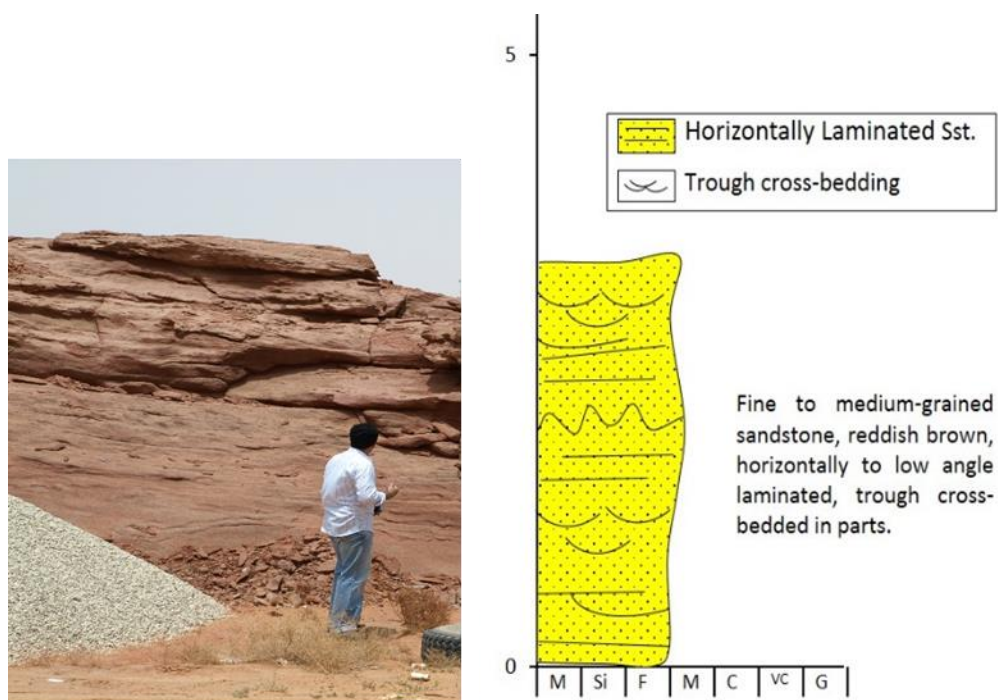 5
Horizontally Laminated Sst.
Trough cross-bedding
Fine to medium-grained
sandstone, reddish brown,
horizontally to low angle
laminated, trough cross-
bedded in parts.
0
M Si F M C VC G